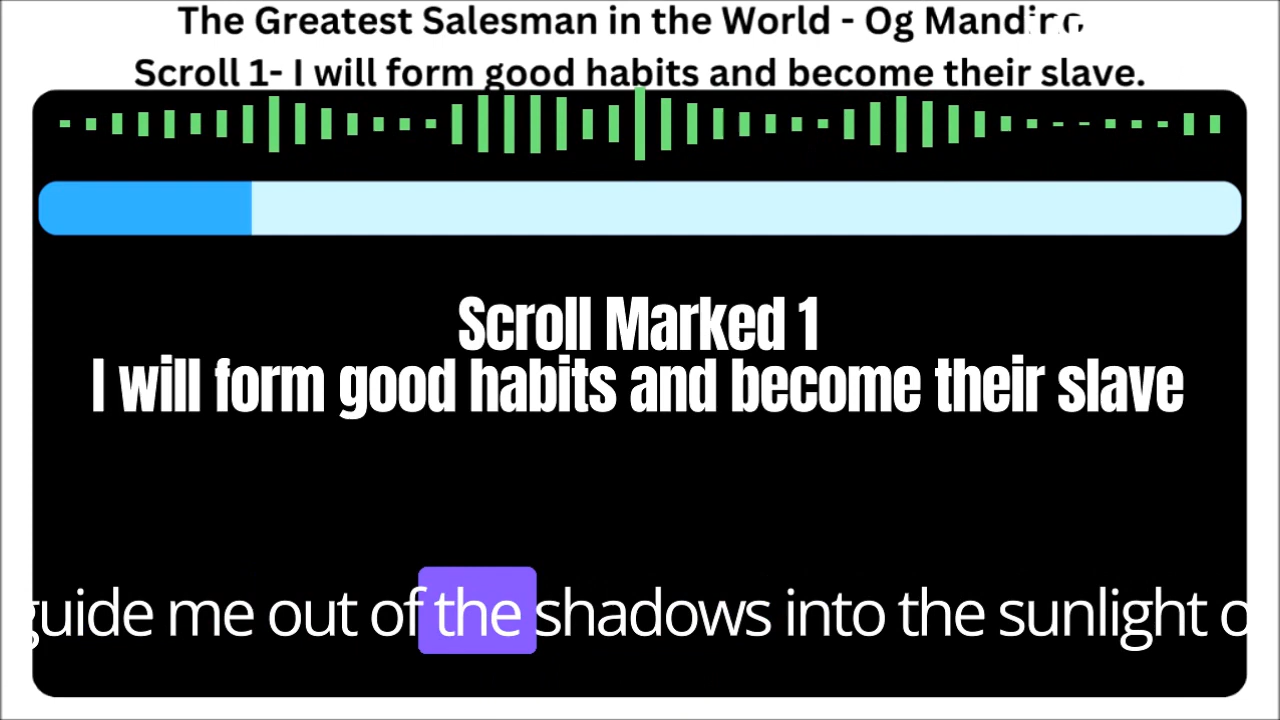 The Greatest Salesman in the World - Og
Scroll 1- I will form good habits and become their slave.
Scroll Marked 1
I will form good habits and become their slave
guide me out of the shadows into the sunlight